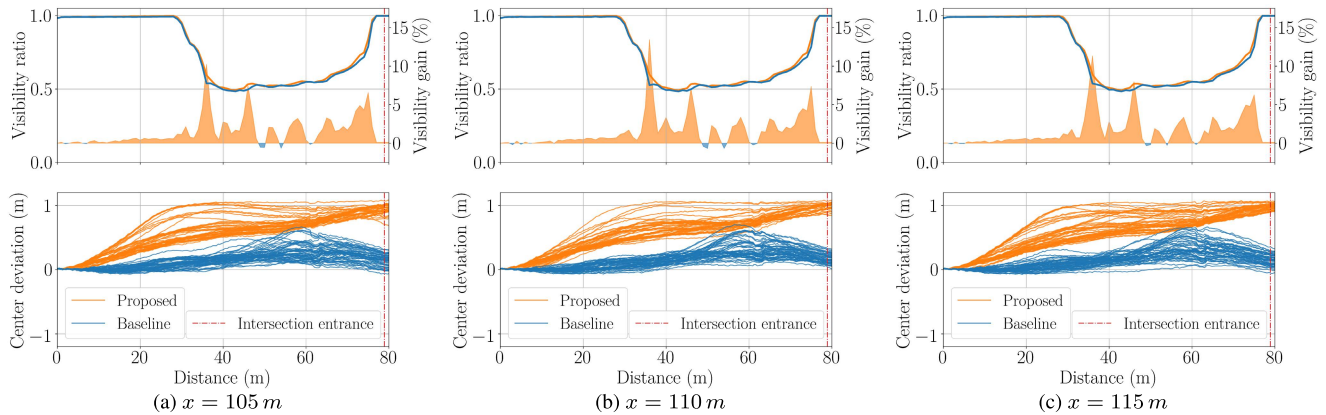 1.0
0.5
0.0
Visibility ratio
15
10
5
0
Visibility gain (%)
1
0
−1
Center deviation (m)
Proposed
Baseline
Intersection entrance
0 20 40 60 80
Distance (m)
(a) x = 105 m
1.0
0.5
0.0
Visibility ratio
15
10
5
0
Visibility gain (%)
1
0
−1
Center deviation (m)
Proposed
Baseline
Intersection entrance
0 20 40 60 80
Distance (m)
(b) x = 110 m
1.0
0.5
0.0
Visibility ratio
15
10
5
0
Visibility gain (%)
1
0
−1
Center deviation (m)
Proposed
Baseline
Intersection entrance
0 20 40 60 80
Distance (m)
(c) x = 115 m